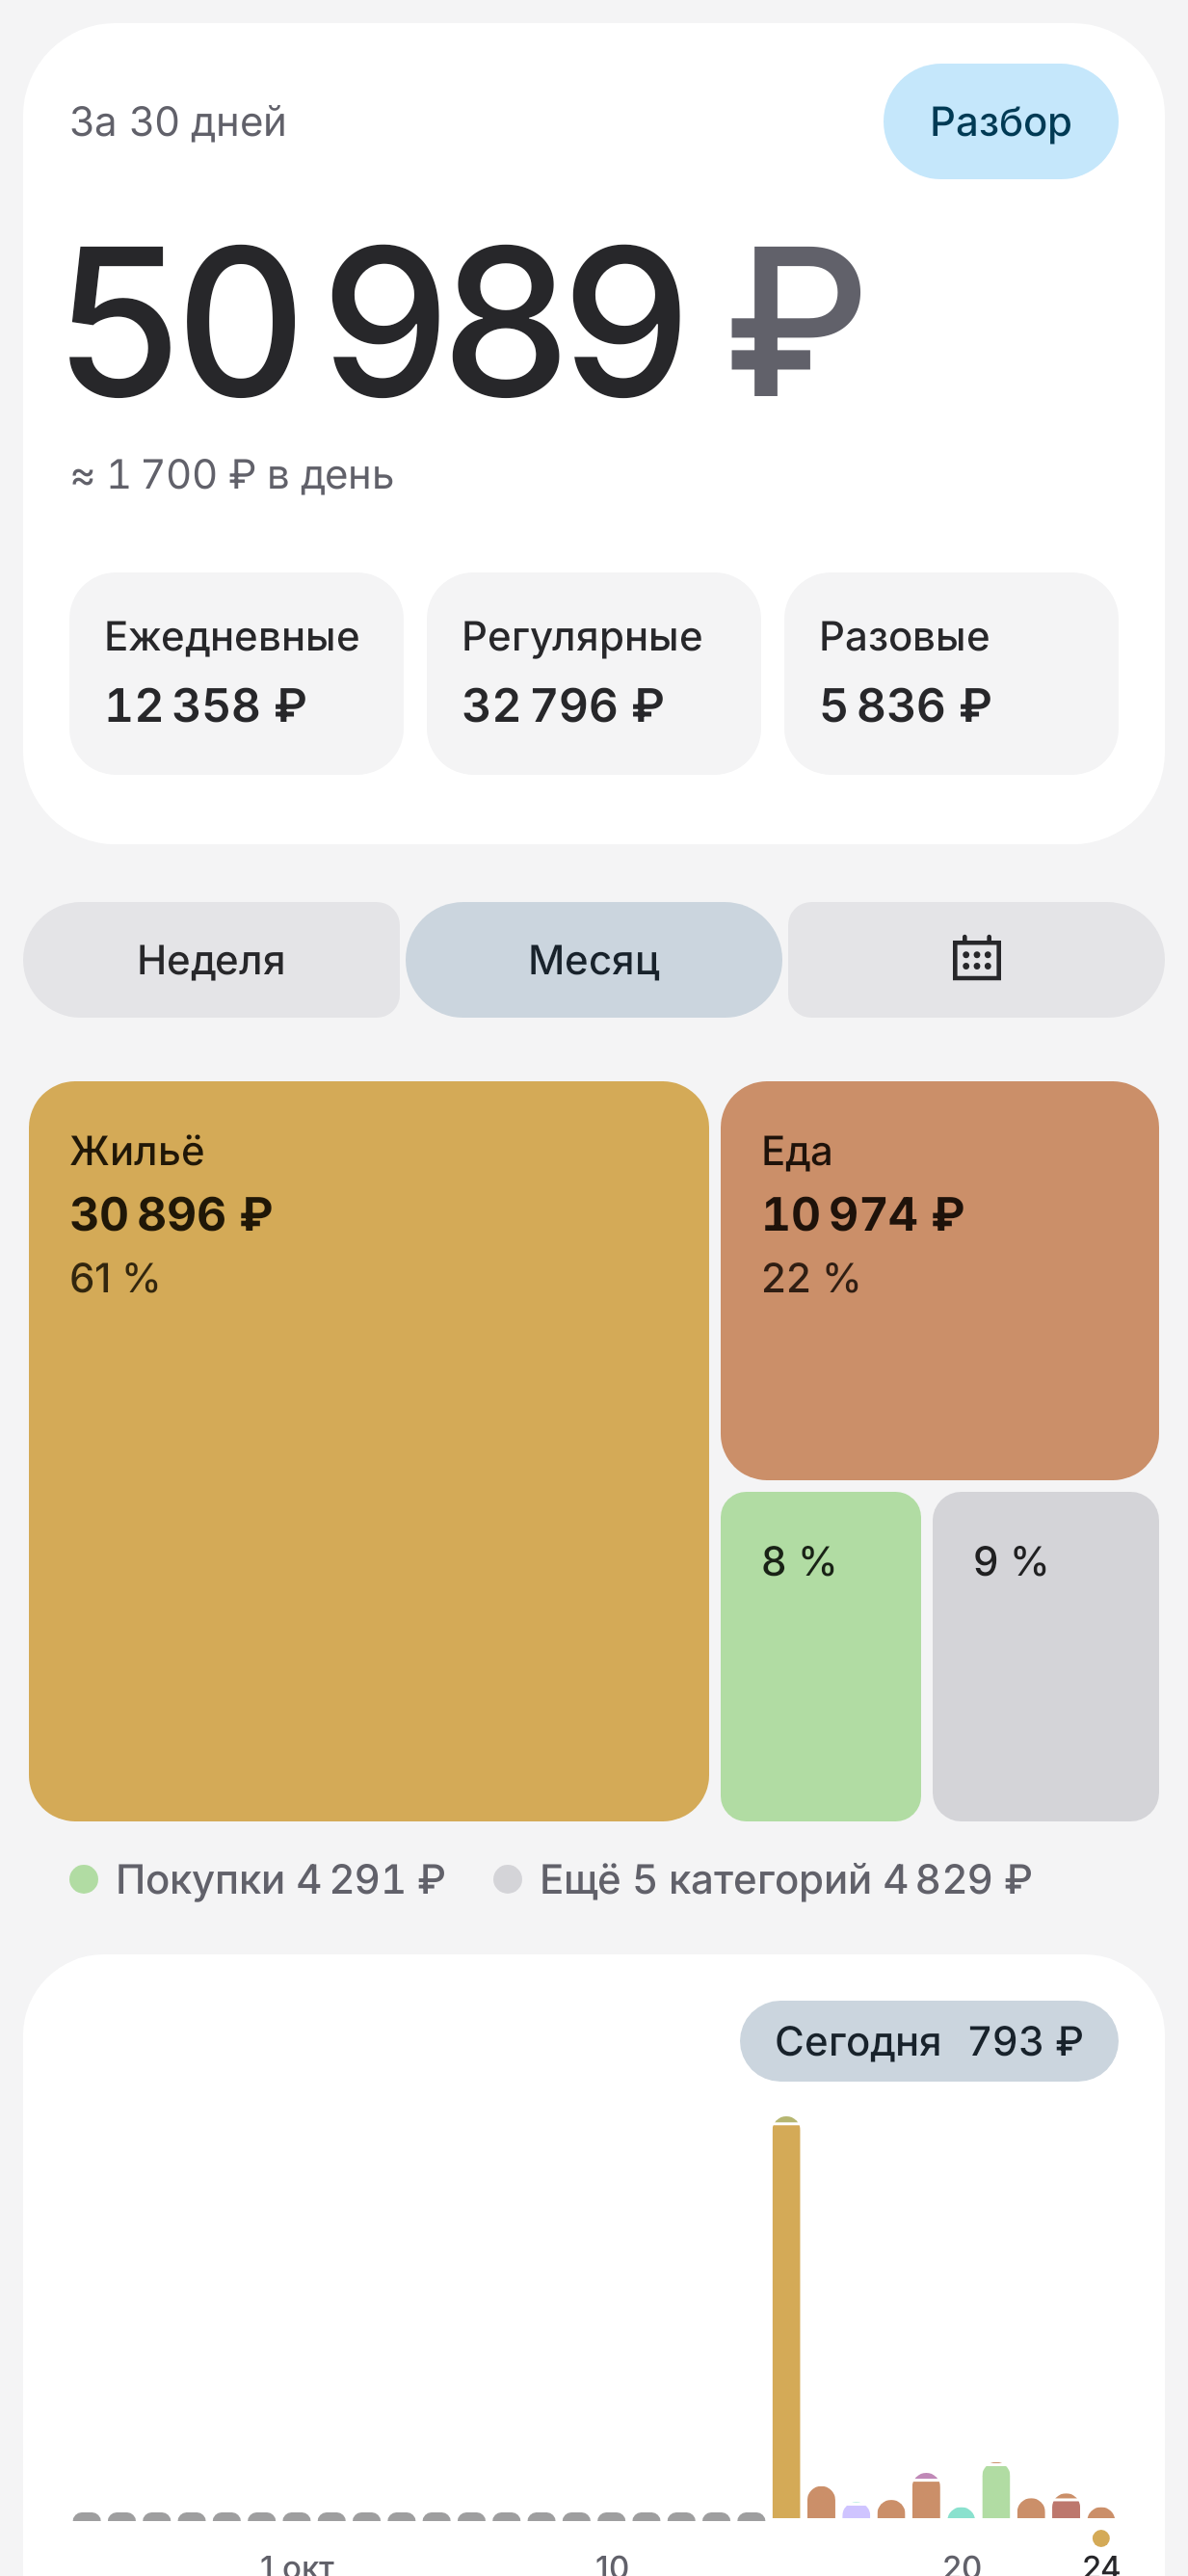 За 30 дней
Разбор
50 989 ₽
≈ 1 700 ₽ в день
Ежедневные
12 358 ₽
Регулярные
32 796 ₽
Разовые
5 836 ₽
Неделя
Месяц
Жильё
30 896 ₽
61 %
Еда
10 974 ₽
22 %
8 %
9 %
Покупки 4 291 ₽
Ещё 5 категорий 4 829 ₽
Сегодня 793 ₽
1 окт
10
20
24